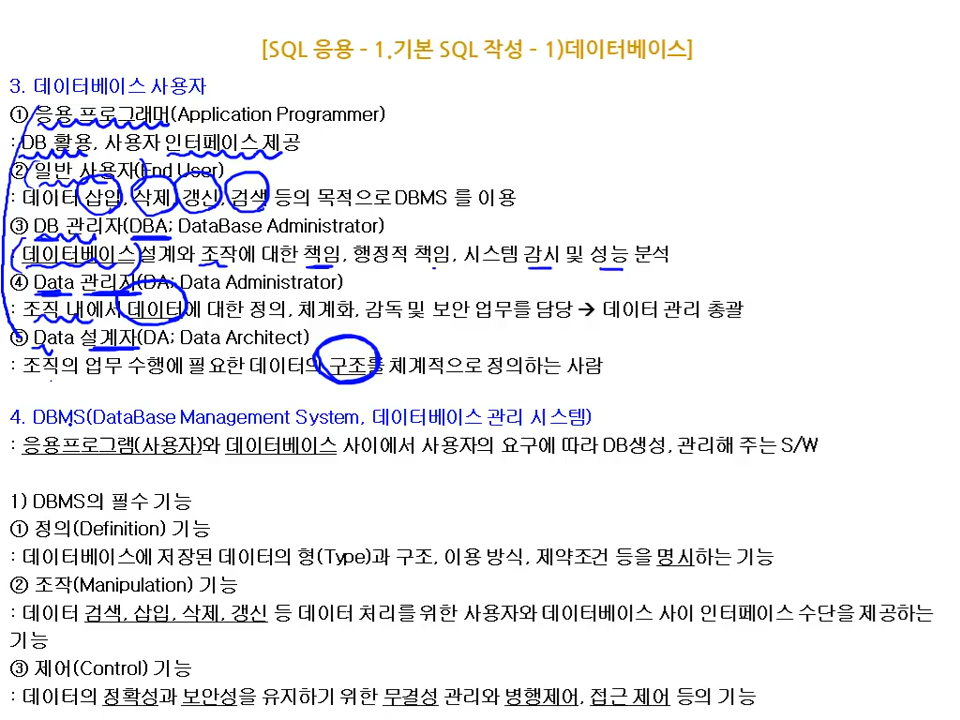 [SQL 응용 - 1.기본 SQL 작성 - 1)데이터베이스]
3. 데이터베이스 사용자
① 응용 프로그래머(Application Programmer)
: DB 활용, 사용자 인터페이스 제공
② 일반 사용자(End User)
: 데이터 삽입, 삭제, 갱신, 검색 등의 목적으로 DBMS 를 이용
③ DB 관리자(DBA; DataBase Administrator)
: 데이터베이스 설계와 조작에 대한 책임, 행정적 책임, 시스템 감시 및 성능 분석
④ Data 관리자(DA; Data Administrator)
: 조직 내에서 데이터에 대한 정의, 체계화, 감독 및 보안 업무를 담당 → 데이터 관리 총괄
⑤ Data 설계자(DA; Data Architect)
: 조직의 업무 수행에 필요한 데이터의 구조를 체계적으로 정의하는 사람
4. DBMS(DataBase Management System, 데이터베이스 관리 시스템)
: 응용프로그램(사용자)와 데이터베이스 사이에서 사용자의 요구에 따라 DB생성, 관리해 주는 S/W
1) DBMS의 필수 기능
① 정의(Definition) 기능
: 데이터베이스에 저장된 데이터의 형(Type)과 구조, 이용 방식, 제약조건 등을 명시하는 기능
② 조작(Manipulation) 기능
: 데이터 검색, 삽입, 삭제, 갱신 등 데이터 처리를 위한 사용자와 데이터베이스 사이 인터페이스 수단을 제공하는
기능
③ 제어(Control) 기능
: 데이터의 정확성과 보안성을 유지하기 위한 무결성 관리와 병행제어, 접근 제어 등의 기능